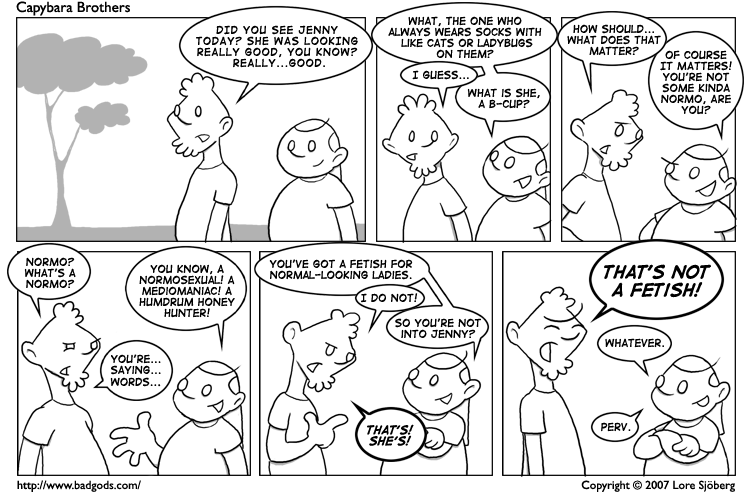 Capybara Brothers
DID YOU SEE JENNY
TODAY? SHE WAS LOOKING
REALLY GOOD, YOU KNOW?
REALLY...GOOD.
WHAT, THE ONE WHO
ALWAYS WEARS SOCKS WITH
LIKE CATS OR LADYBUGS
ON THEM?
I GUESS...
WHAT IS SHE,
A B-CUP?
HOW SHOULD...
WHAT DOES THAT
MATTER?
OF COURSE
IT MATTERS!
YOU'RE NOT
SOME KINDA
NORMO, ARE
YOU?
NORMO?
WHAT'S A
NORMO?
YOU KNOW, A
NORMOSEXUAL! A
MEDIOMANIAC! A
HUMDRUM HONEY
HUNTER!
YOU'RE...
SAYING...
WORDS...
YOU'VE GOT A FETISH FOR
NORMAL-LOOKING LADIES.
I DO NOT!
SO YOU'RE NOT
INTO JENNY?
THAT'S!
SHE'S!
THAT'S NOT
A FETISH!
WHATEVER.
PERV.
http://www.badgods.com/
Copyright © 2007 Lore Sjöberg